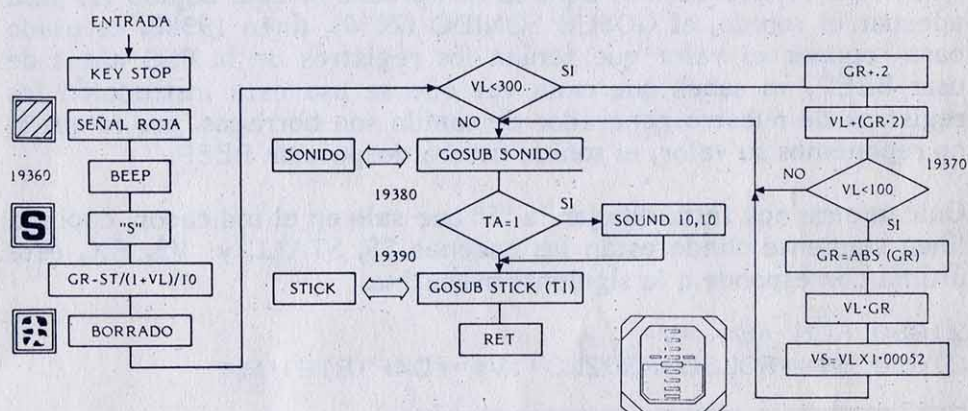 ENTRADA
KEY STOP
SEÑAL ROJA
19360
BEEP
S
"S"
GR-ST/(1+VL)/10
BORRADO
VL<300..
SI
NO
SONIDO
GOSUB SONIDO
19380
TA=1
SI
SOUND 10,0
19390
STICK
GOSUB STICK (T1)
RET
GR+.2
VL-(GR·2)
19370
NO
VL<100
SI
GR=ABS (GR)
VL-GR
VS=VLX1·00052